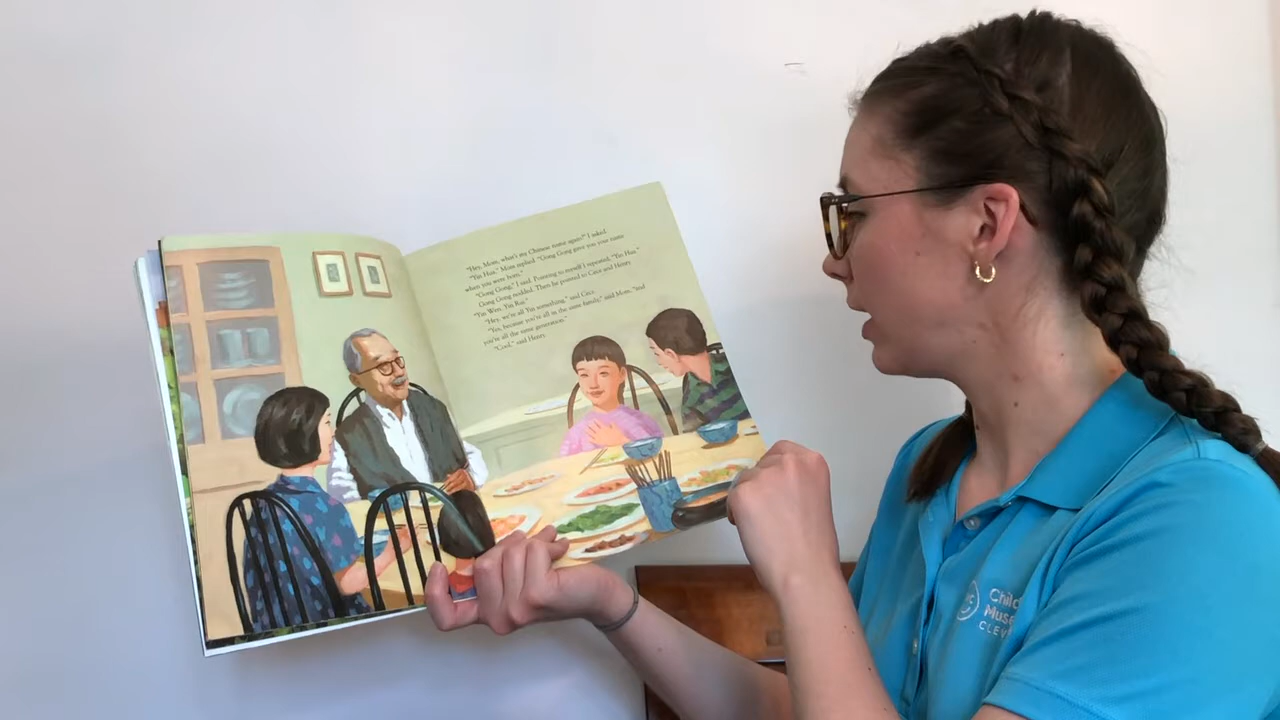 "Hey, Mom, what's my Chinese name again?" I asked.
"Yin Hua," Mom replied. "Gong Gong gave you your name
when you were born."
"Gong Gong," I said. Pointing to myself I repeated, "Yin Hua."
Gong Gong nodded. Then he pointed to Cece and Henry.
"Yin Wen. Yin Rui."
"Hey, we're all Yin something," said Cece.
"Yes, because you're all in the same family," said Mom, "and
you're all the same generation."
"Cool," said Henry.
Child
Muse
CLEV